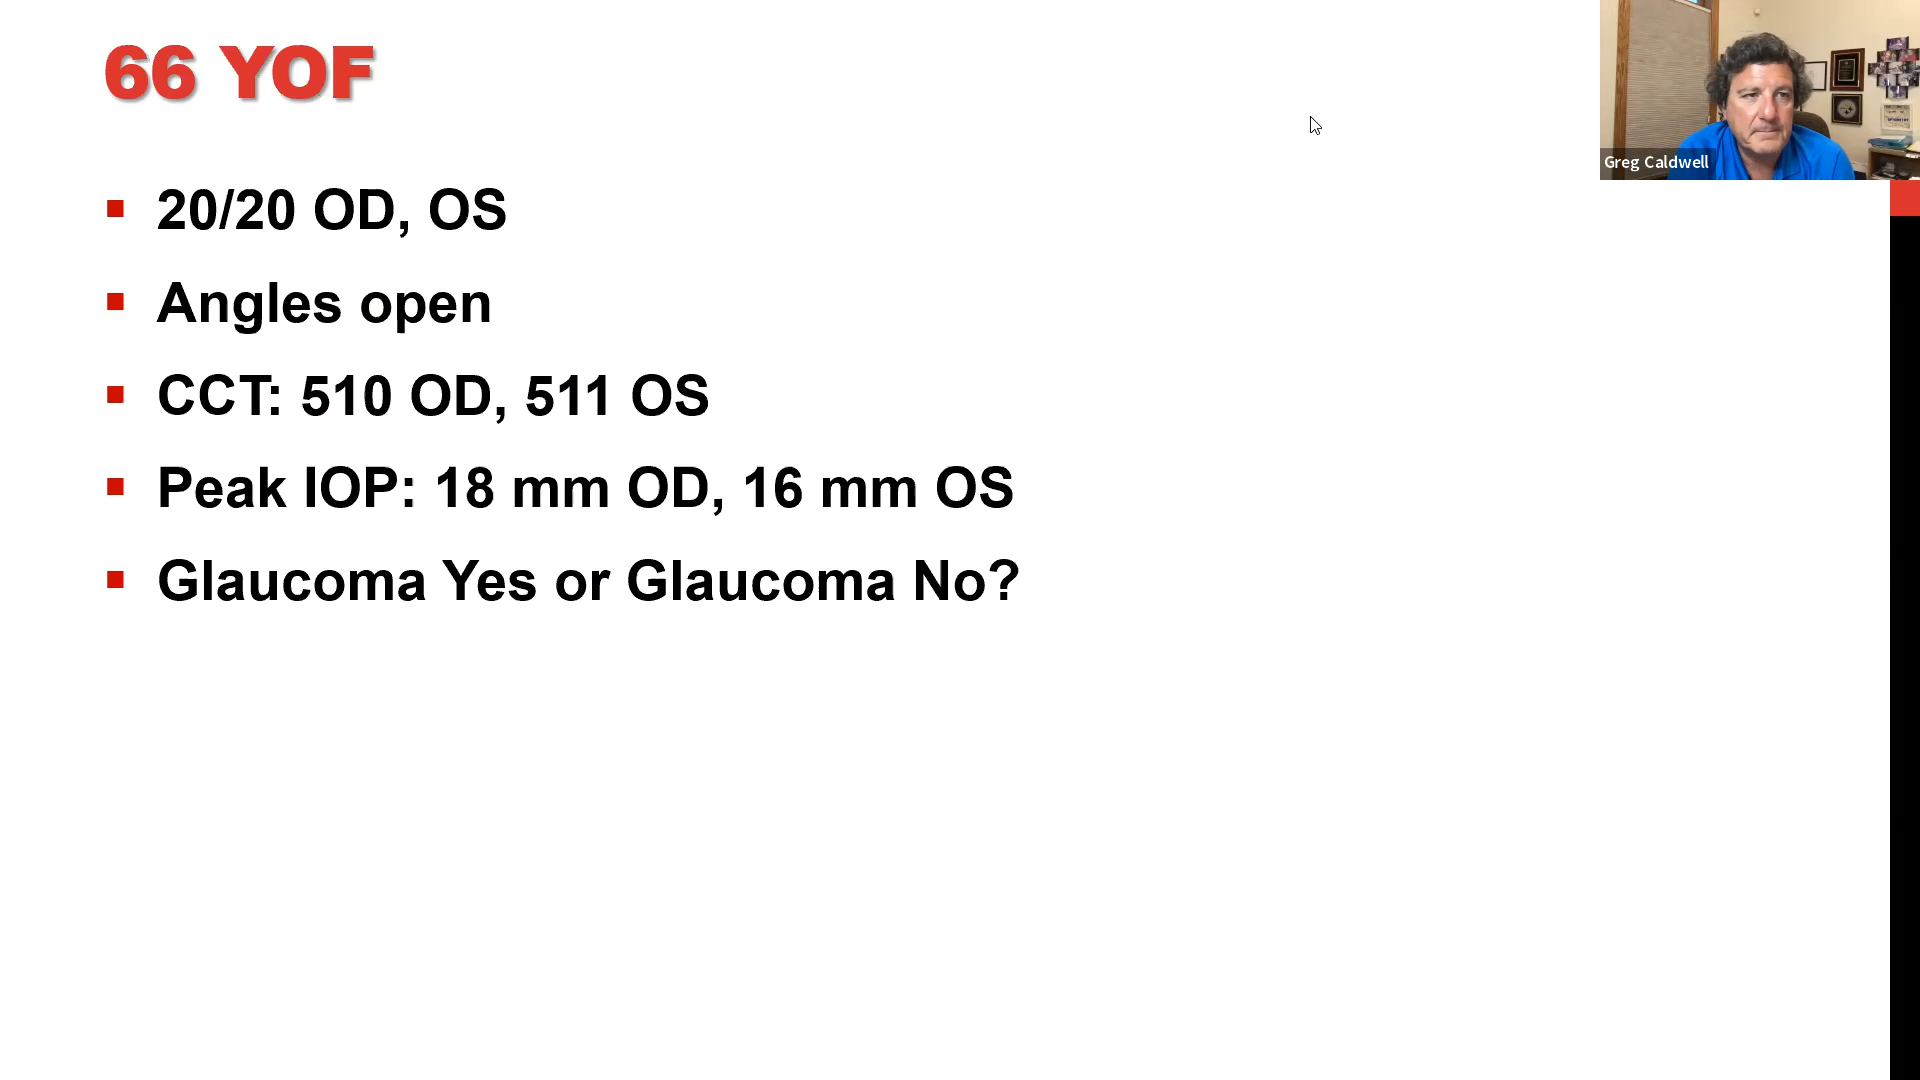 66 YOF
Greg Caldwell
20/20 OD, OS
Angles open
CCT: 510 OD, 511 OS
Peak IOP: 18 mm OD, 16 mm OS
Glaucoma Yes or Glaucoma No?